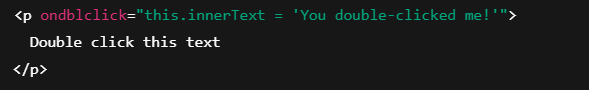 <p ondblclick="this.innerText = 'You double-clicked me!'">
Double click this text
</p>